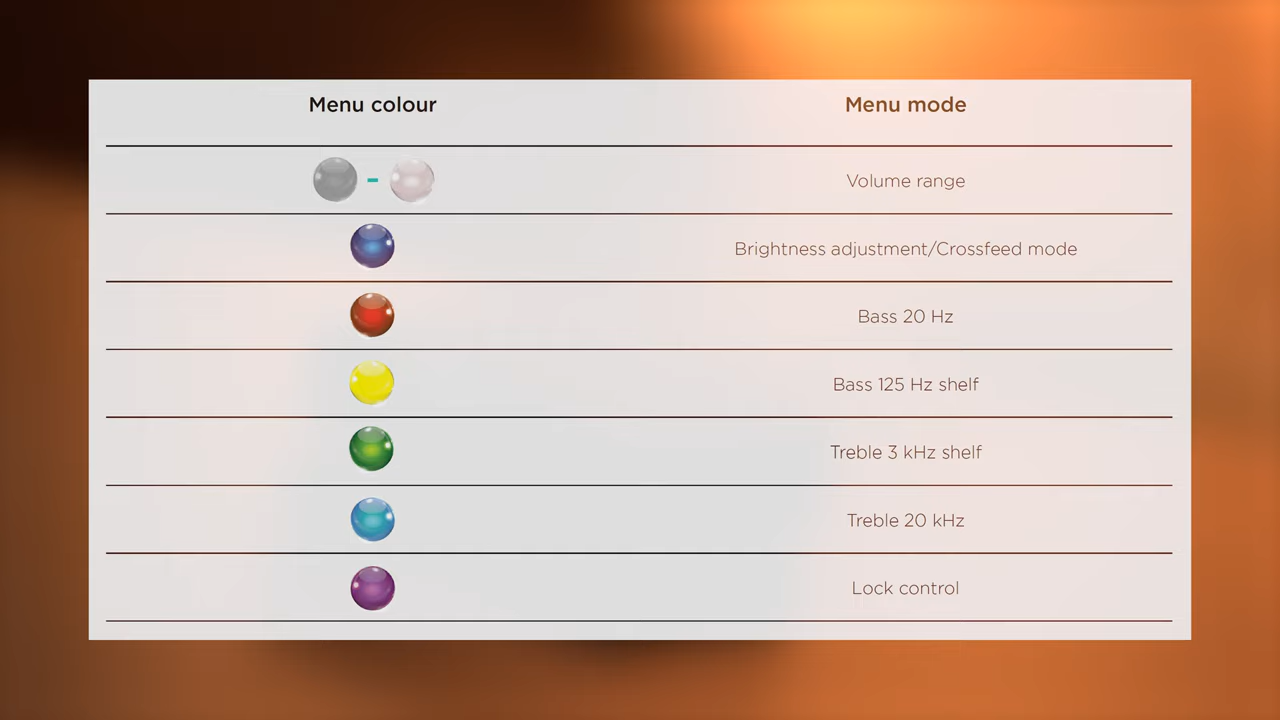 Menu colour Menu mode
- Volume range
Brightness adjustment/Crossfeed mode
Bass 20 Hz
Bass 125 Hz shelf
Treble 3 kHz shelf
Treble 20 kHz
Lock control